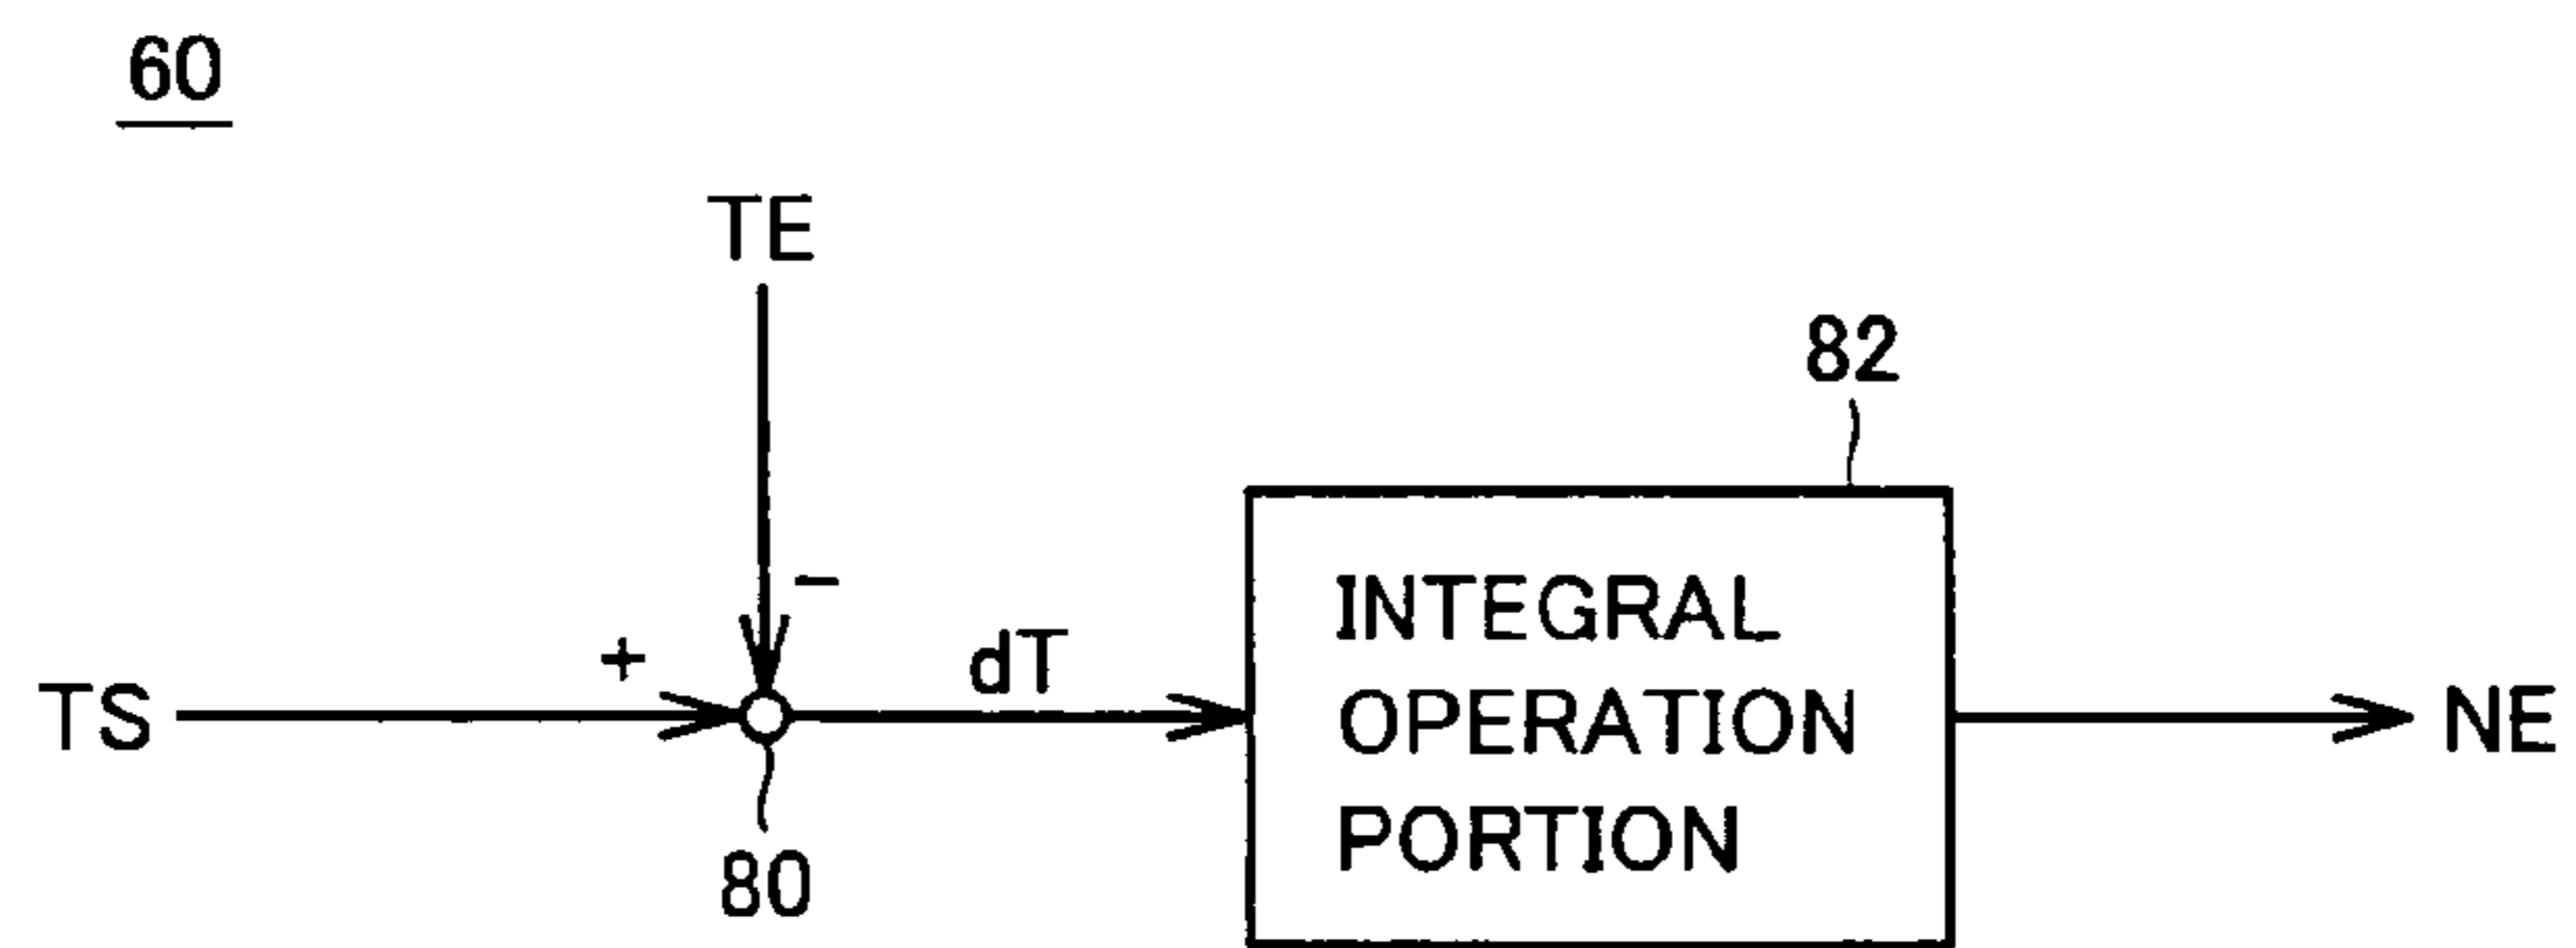 60
TE
82
−
+
dT
TS
INTEGRAL
OPERATION
PORTION
NE
80